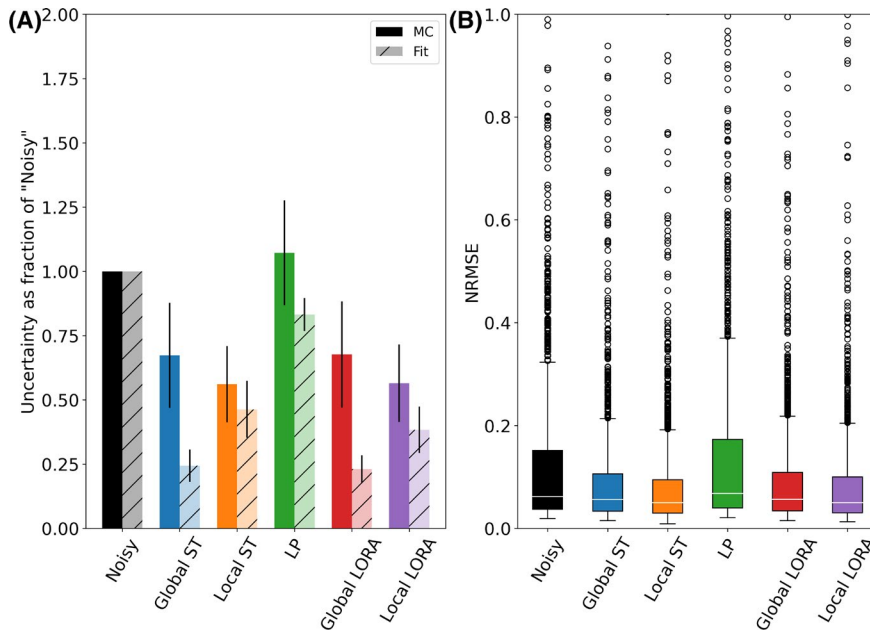 (A)
Uncertainty as fraction of "Noisy"
2.00
1.75
1.50
1.25
1.00
0.75
0.50
0.25
0.00
MC
Fit
Noisy
Global ST
Local ST
LP
Global LORA
Local LORA
(B)
NRMSE
1.0
0.8
0.6
0.4
0.2
0.0
Noisy
Global ST
Local ST
LP
Global LORA
Local LORA